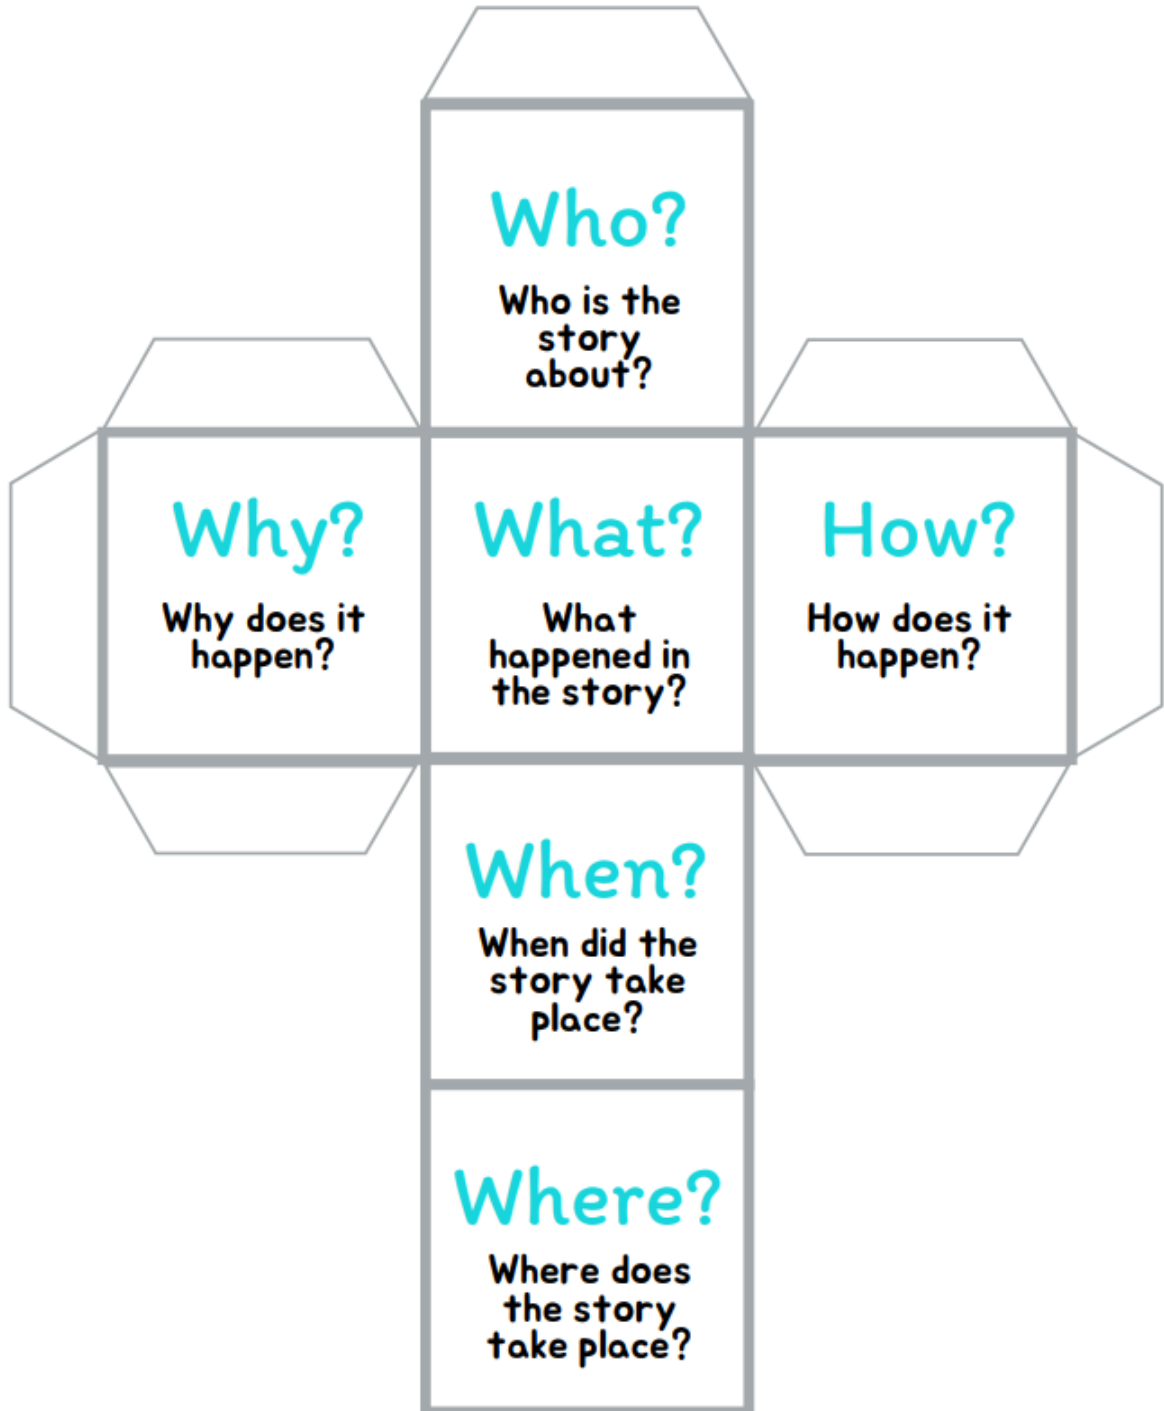 Who?
Who is the
story
about?
Why?
Why does it
happen?
What?
What
happened in
the story?
How?
How does it
happen?
When?
When did the
story take
place?
Where?
Where does
the story
take place?